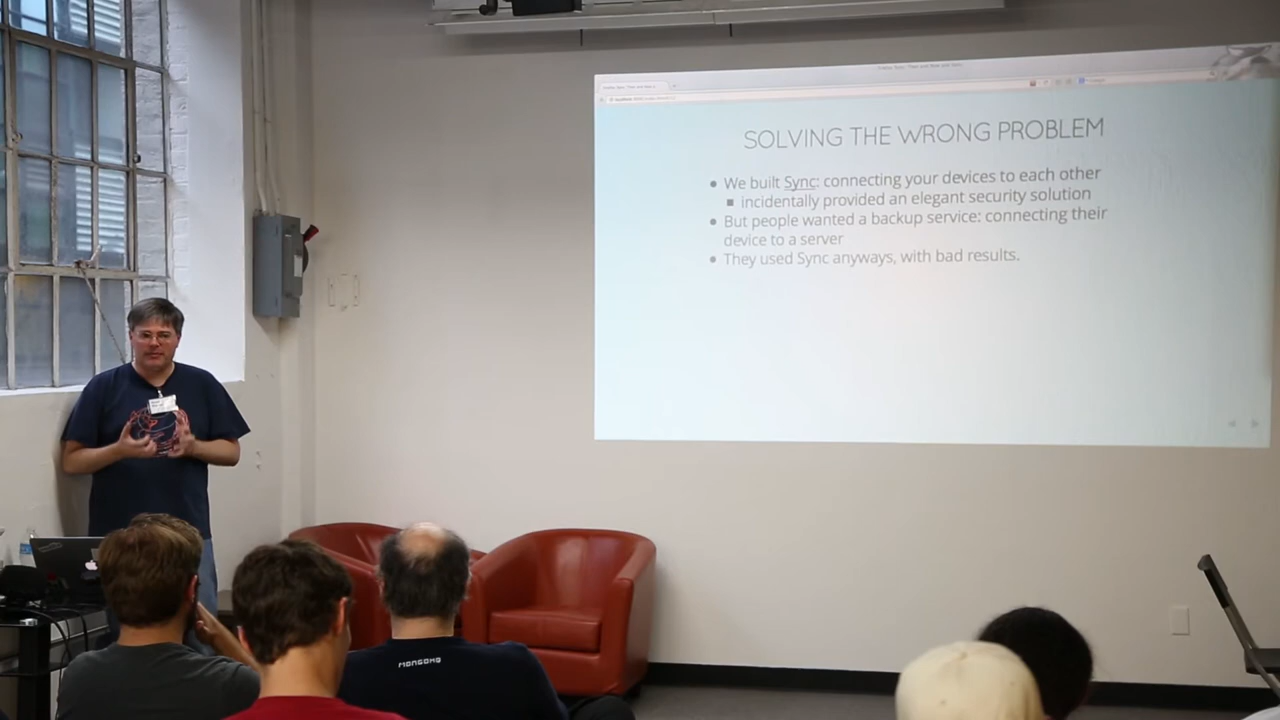 SOLVING THE WRONG PROBLEM
We built Sync: connecting your devices to each other
incidentally provided an elegant security solution
But people wanted a backup service: connecting their
device to a server
They used Sync anyways, with bad results.